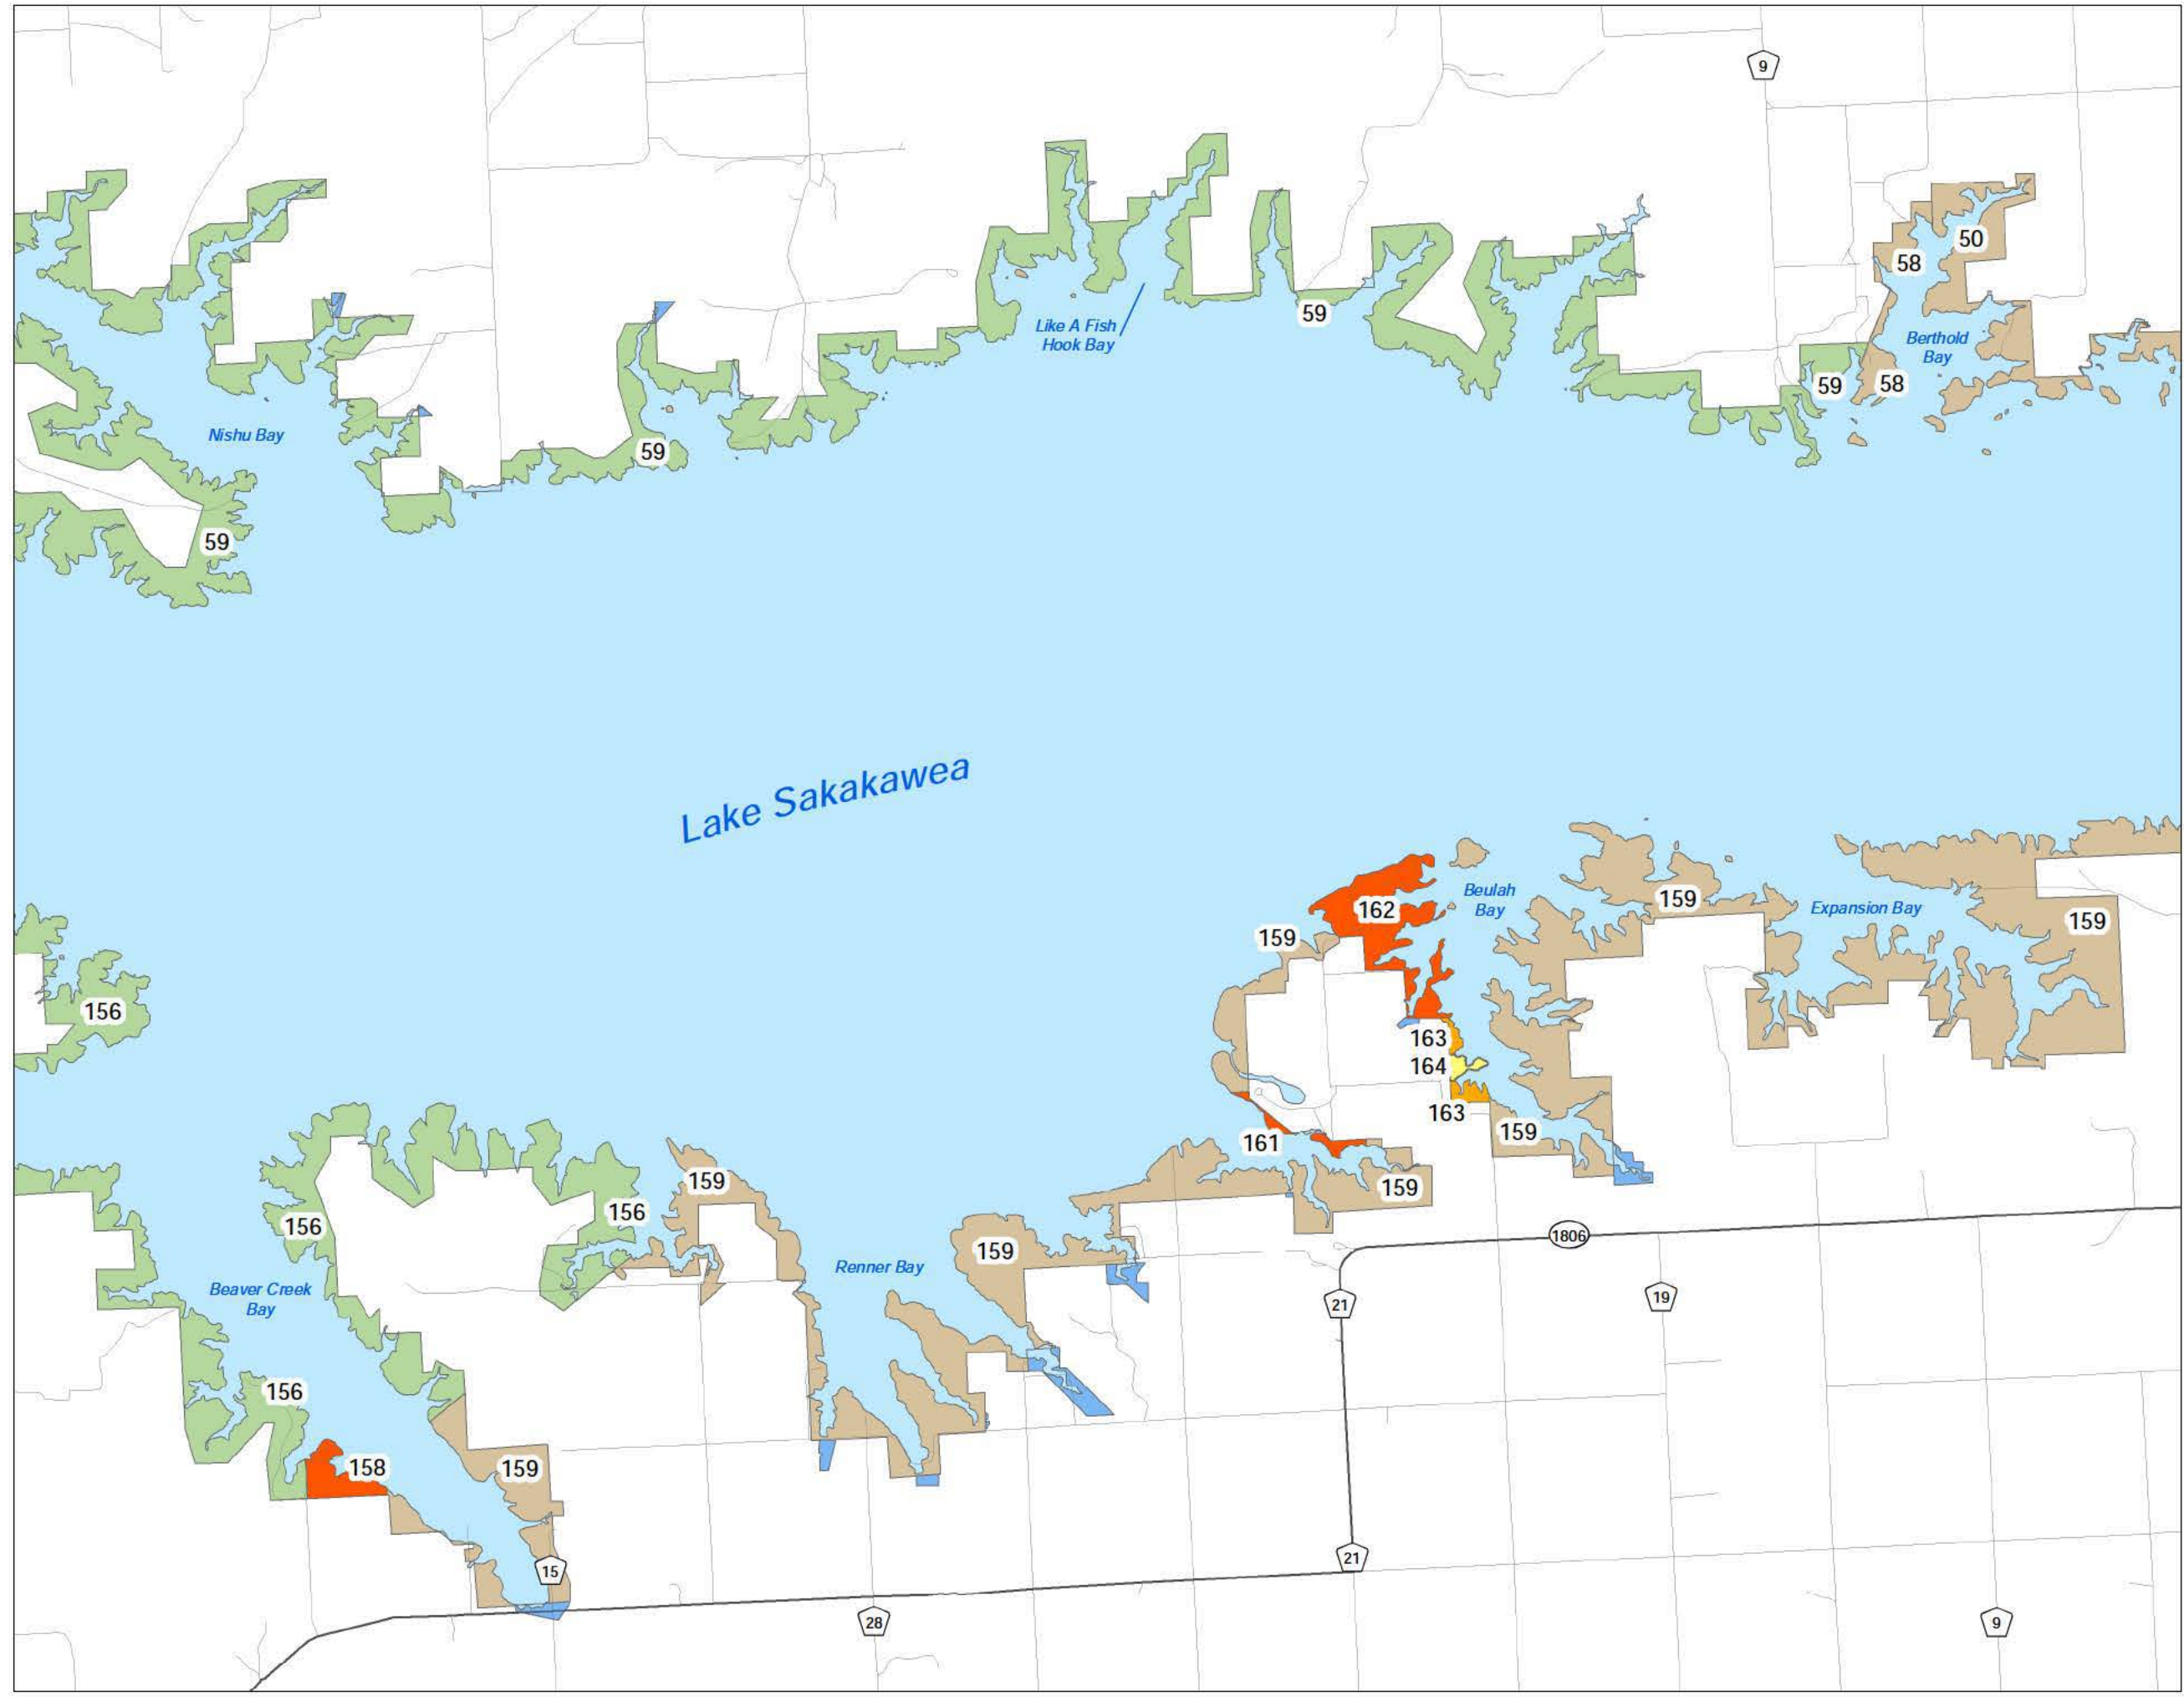 9
50
58
Like A Fish
Hook Bay
59
Berthold
Bay
59
58
Nishu Bay
59
59
Lake Sakakawea
Beulah
Bay
162
159
Expansion Bay
159
159
156
163
164
163
159
161
159
159
156
156
159
1806
Renner Bay
Beaver Creek
Bay
21
19
156
158
159
15
21
28
9